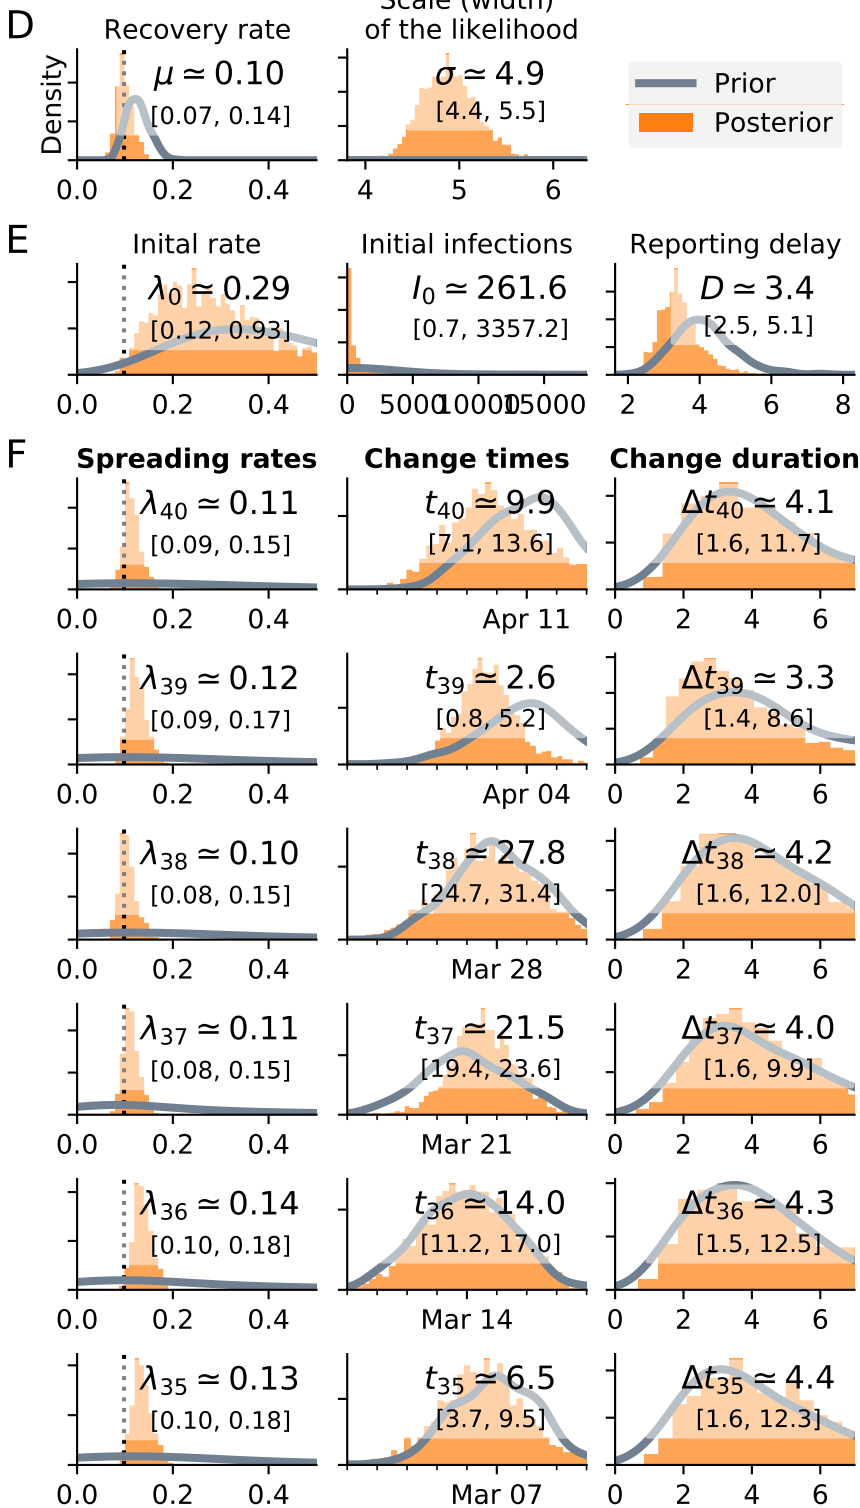 D
Scale (width)
Recovery rate
of the likelihood
Density
μ ≃ 0.10
[0.07, 0.14]
σ ≃ 4.9
[4.4, 5.5]
Prior
Posterior
0.0 0.2 0.4
4 5 6
E
Inital rate
Initial infections
Reporting delay
λ0 ≃ 0.29
[0.12, 0.93]
I0 ≃ 261.6
[0.7, 3357.2]
D ≃ 3.4
[2.5, 5.1]
0.0 0.2 0.4
0 5000 10000 15000
2 4 6 8
F
Spreading rates
Change times
Change duration
λ40 ≃ 0.11
[0.09, 0.15]
t40 ≃ 9.9
[7.1, 13.6]
Δt40 ≃ 4.1
[1.6, 11.7]
0.0 0.2 0.4
Apr 11
0 2 4 6
λ39 ≃ 0.12
[0.09, 0.17]
t39 ≃ 2.6
[0.8, 5.2]
Δt39 ≃ 3.3
[1.4, 8.6]
0.0 0.2 0.4
Apr 04
0 2 4 6
λ38 ≃ 0.10
[0.08, 0.15]
t38 ≃ 27.8
[24.7, 31.4]
Δt38 ≃ 4.2
[1.6, 12.0]
0.0 0.2 0.4
Mar 28
0 2 4 6
λ37 ≃ 0.11
[0.08, 0.15]
t37 ≃ 21.5
[19.4, 23.6]
Δt37 ≃ 4.0
[1.6, 9.9]
0.0 0.2 0.4
Mar 21
0 2 4 6
λ36 ≃ 0.14
[0.10, 0.18]
t36 ≃ 14.0
[11.2, 17.0]
Δt36 ≃ 4.3
[1.5, 12.5]
0.0 0.2 0.4
Mar 14
0 2 4 6
λ35 ≃ 0.13
[0.10, 0.18]
t35 ≃ 6.5
[3.7, 9.5]
Δt35 ≃ 4.4
[1.6, 12.3]
0.0 0.2 0.4
Mar 07
0 2 4 6